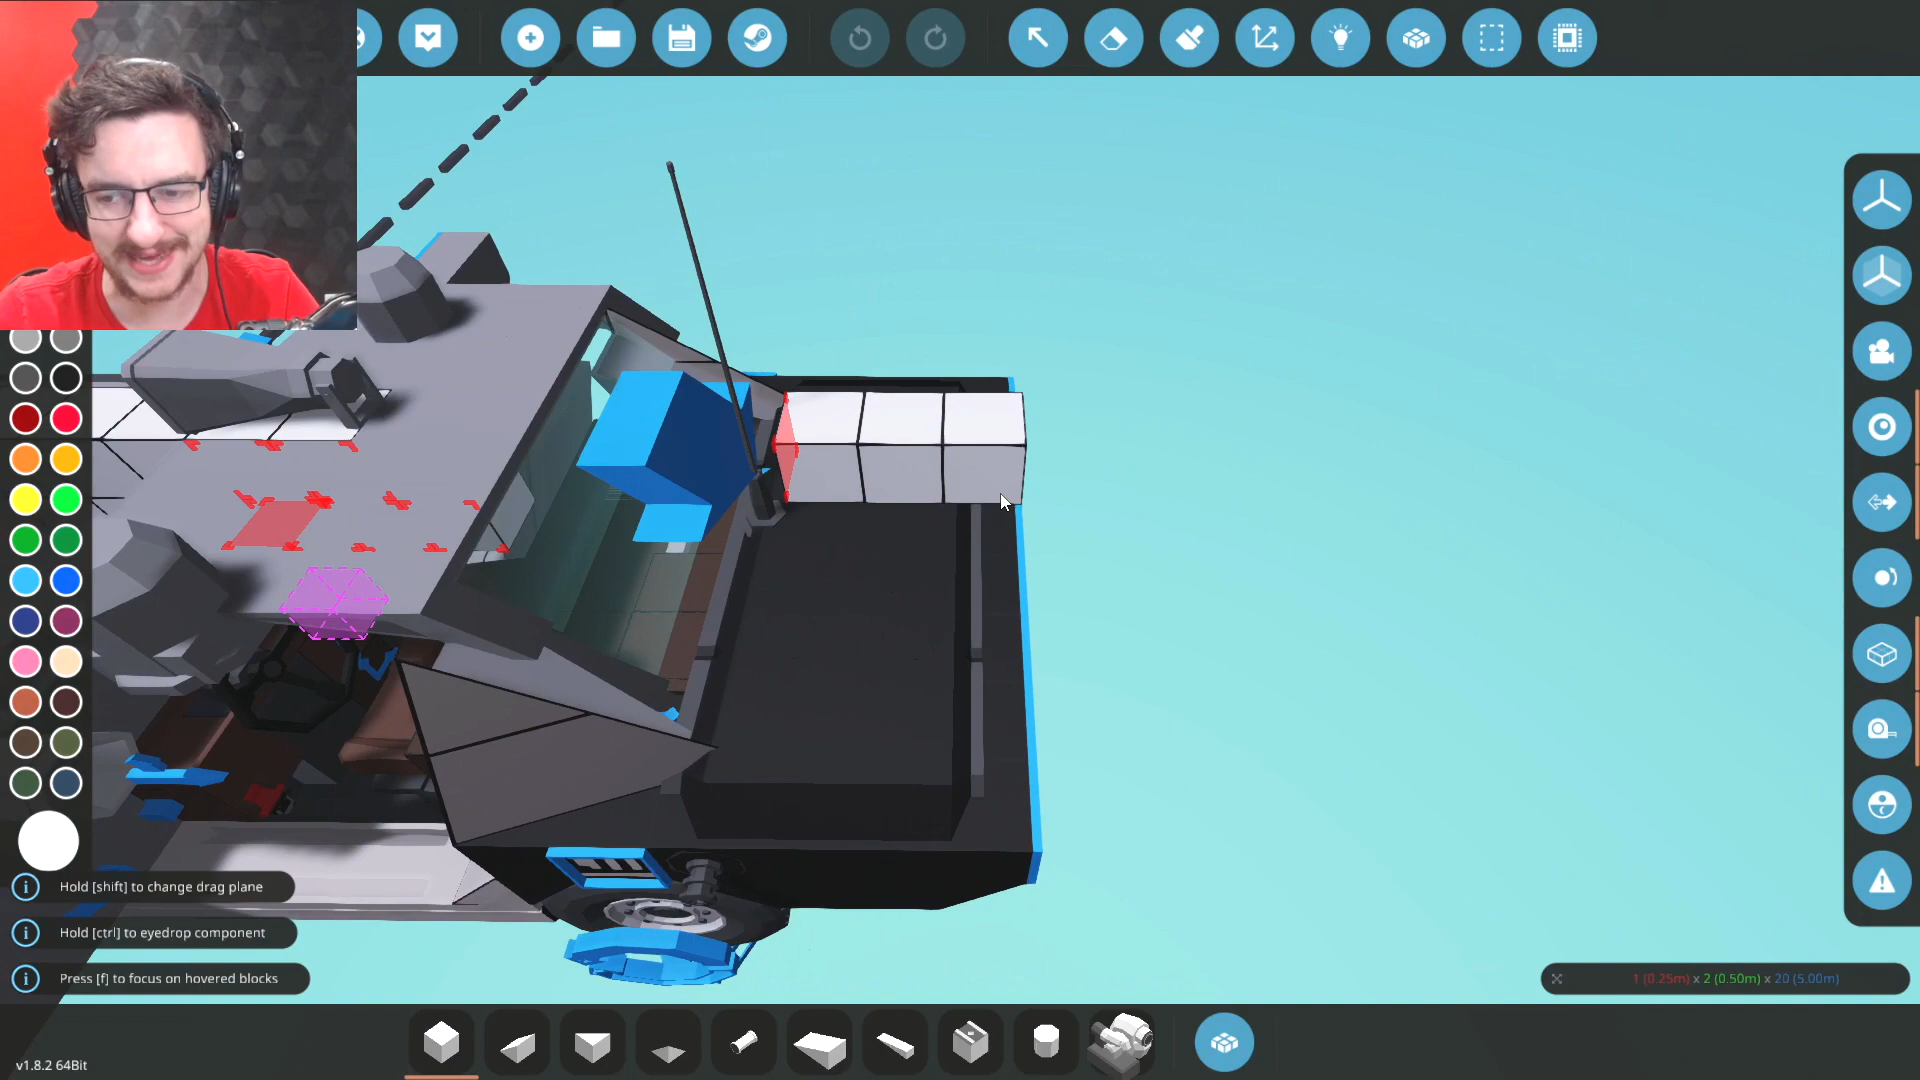 Hold [shift] to change drag plane
Hold [ctrl] to eyedrop component
Press [f] to focus on hovered blocks
1 (0.25m) x 2 (0.50m) x 20 (5.00m)
v1.8.2 64Bit